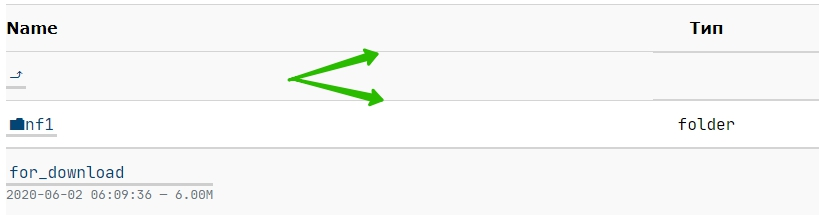 Name Тип
nf1 folder
for_download
2020-06-02 06:09:36 — 6.00M